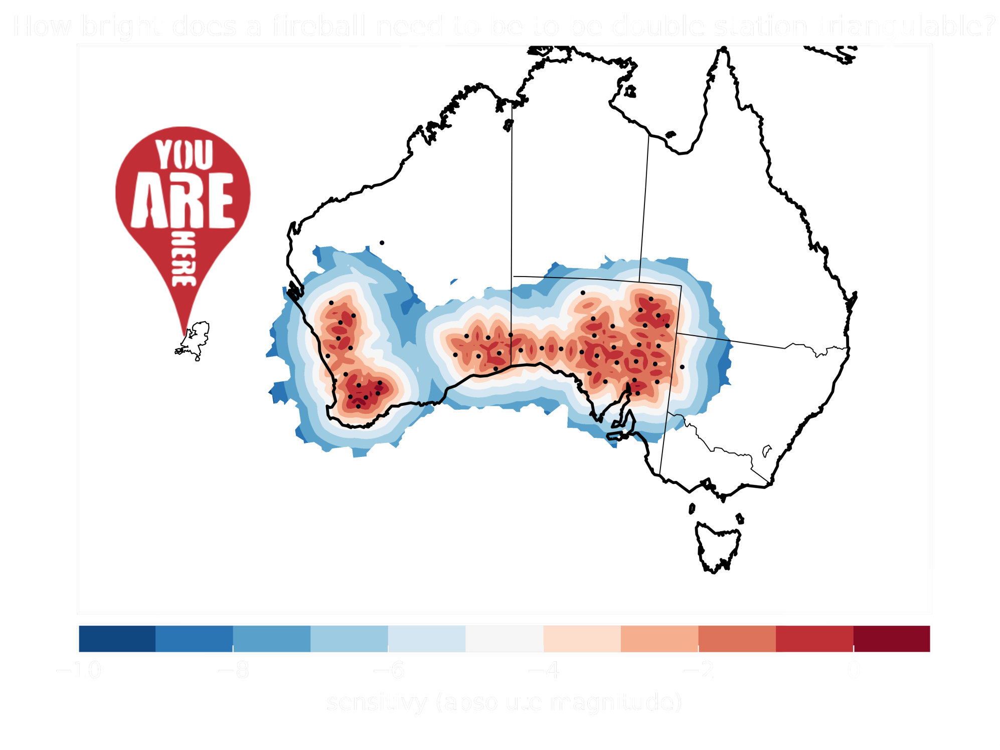 How bright does a fireball need to be to be double station triangulable?
YOU
ARE
HERE
−10 −8 −6 −4 −2 0
sensitivy (absolute magnitude)